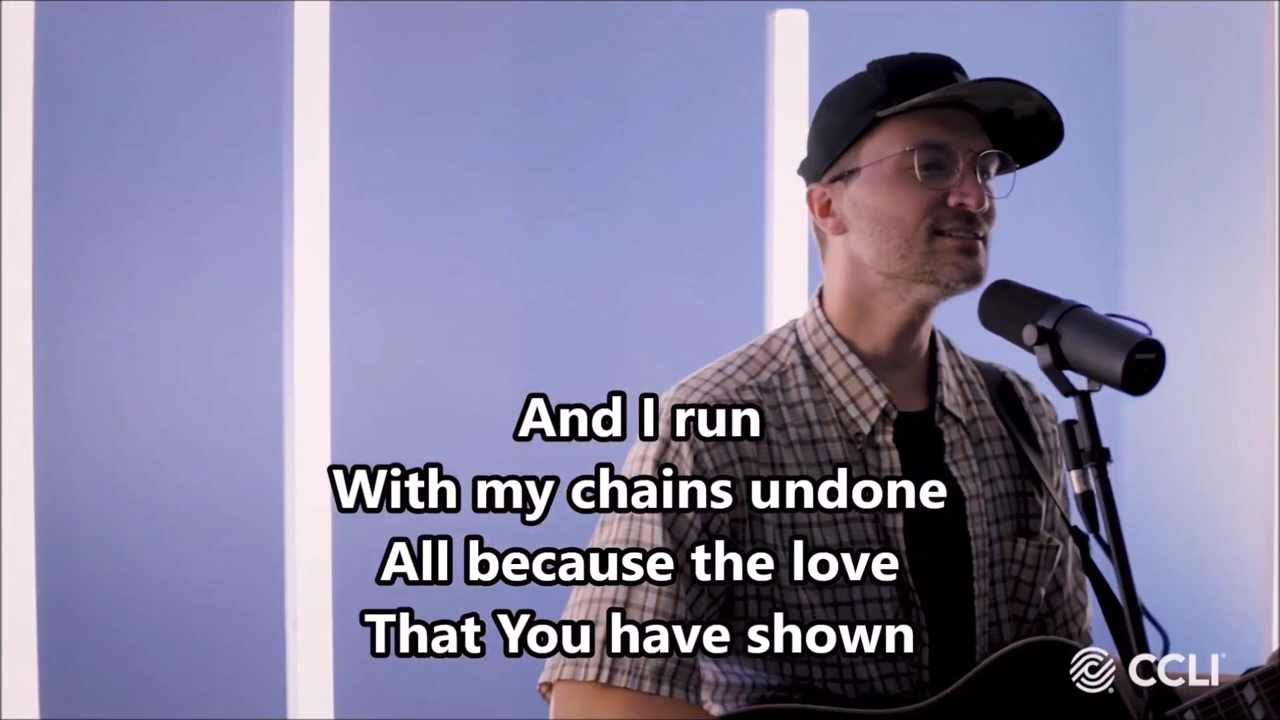 And I run
With my chains undone
All because the love
That You have shown
CCLI